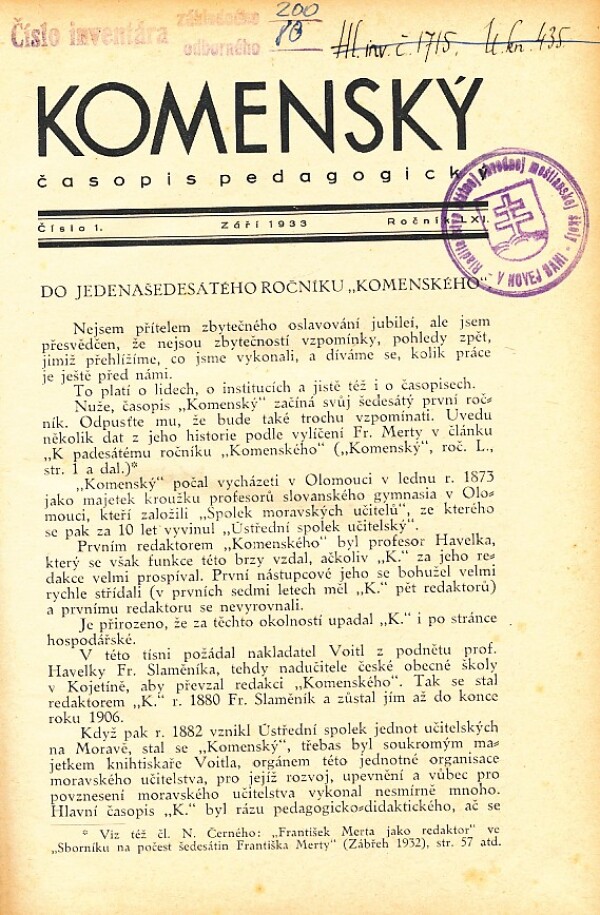 Číslo inventára
základného
odborného
200
80
Hl. inv. č. 1715. U. kn. 435.
KOMENSKÝ
časopis pedagogický
Číslo 1. Září 1933 Ročník LXI.
V NOVEJ BANI
DO JEDENAŠEDESÁTÉHO ROČNÍKU „KOMENSKÉHO“
Nejsem přítelem zbytečného oslavování jubileí, ale jsem
přesvědčen, že nejsou zbytečností vzpomínky, pohledy zpět,
jimiž přehlížíme, co jsme vykonali, a díváme se, kolik práce
je ještě před námi.
To platí o lidech, o institucích a jistě též i o časopisech.
Nuže, časopis „Komenský“ začíná svůj šedesátý první roč-
ník. Odpusťte mu, že bude také trochu vzpomínati. Uvedu
několik dat z jeho historie podle vylíčení Fr. Merty v článku
„K padesátému ročníku „Komenského“ („Komenský“, roč. L.,
str. 1 a dal.)*
„Komenský“ počal vycházeti v Olomouci v lednu r. 1873
jako majetek kroužku profesorů slovanského gymnasia v Olo-
mouci, kteří založili „Spolek moravských učitelů“, ze kterého
se pak za 10 let vyvinul „Ústřední spolek učitelský“.
Prvním redaktorem „Komenského“ byl profesor Havelka,
který se však funkce této brzy vzdal, ačkoliv „K.“ za jeho re-
dakce velmi prospíval. První nástupcové jeho se bohužel velmi
rychle střídali (v prvních sedmi letech měl „K.“ pět redaktorů)
a prvnímu redaktoru se nevyrovnali.
Je přirozeno, že za těchto okolností upadal „K.“ i po stránce
hospodářské.
V této tísni požádal nakladatel Voitl z podnětu prof.
Havelky Fr. Slaměníka, tehdy nadučitele české obecné školy
v Kojetíně, aby převzal redakci „Komenského“. Tak se stal
redaktorem „K.“ r. 1880 Fr. Slaměník a zůstal jím až do konce
roku 1906.
Když pak r. 1882 vznikl Ústřední spolek jednot učitelských
na Moravě, stal se „Komenský“, třebas byl soukromým ma-
jetkem knihtiskaře Voitla, orgánem této jednotné organisace
moravského učitelstva, pro jejíž rozvoj, upevnění a vůbec pro
povznesení moravského učitelstva vykonal nesmírně mnoho.
Hlavní časopis „K.“ byl rázu pedagogicko-didaktického, ač se
* Viz též čl. N. Černého: „František Merta jako redaktor“ ve
„Sborníku na počest šedesátin Františka Merty“ (Zábřeh 1932), str. 57 atd.